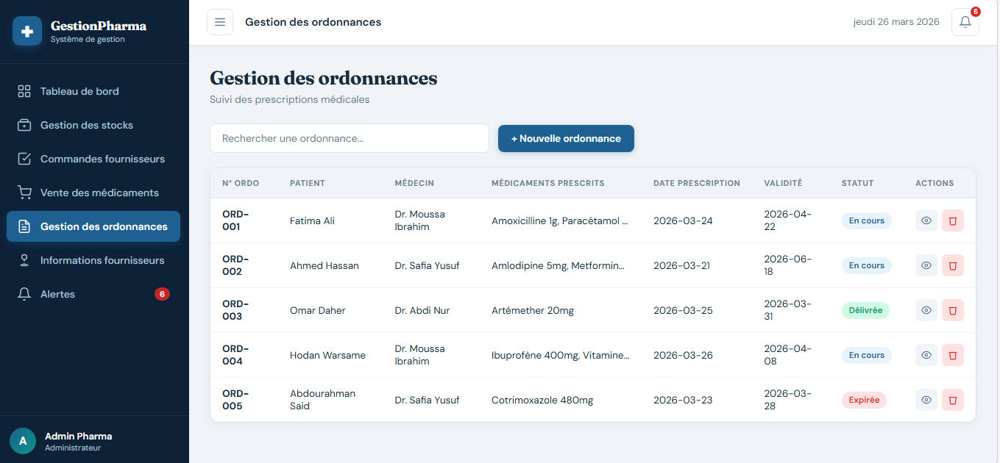 GestionPharma
Système de gestion
Tableau de bord
Gestion des stocks
Commandes fournisseurs
Vente des médicaments
Gestion des ordonnances
Informations fournisseurs
Alertes 6
A
Admin Pharma
Administrateur
Gestion des ordonnances
jeudi 26 mars 2026
6
Gestion des ordonnances
Suivi des prescriptions médicales
Rechercher une ordonnance...
+ Nouvelle ordonnance
N° ORDO PATIENT MÉDECIN MÉDICAMENTS PRESCRITS DATE PRESCRIPTION VALIDITÉ STATUT ACTIONS
ORD-
001
Fatima Ali
Dr. Moussa
Ibrahim
Amoxicilline 1g, Paracétamol ...
2026-03-24
2026-04-
22
En cours
ORD-
002
Ahmed Hassan
Dr. Safia Yusuf
Amlodipine 5mg, Metformin...
2026-03-21
2026-06-
18
En cours
ORD-
003
Omar Daher
Dr. Abdi Nur
Artémether 20mg
2026-03-25
2026-03-
31
Délivrée
ORD-
004
Hodan Warsame
Dr. Moussa
Ibrahim
Ibuprofène 400mg, Vitamine...
2026-03-26
2026-04-
08
En cours
ORD-
005
Abdourahman
Said
Dr. Safia Yusuf
Cotrimoxazole 480mg
2026-03-23
2026-03-
28
Expirée